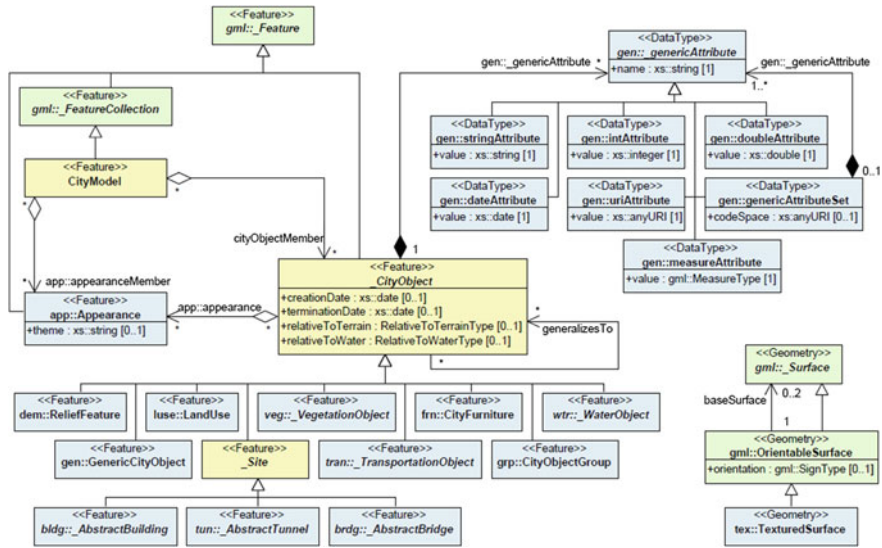 <<Feature>>
gml::_Feature
<<DataType>>
gen::_genericAttribute
+name : xs::string [1]
gen::_genericAttribute
*
gen::_genericAttribute
1..*
<<Feature>>
gml::_FeatureCollection
<<DataType>>
gen::stringAttribute
+value : xs::string [1]
<<DataType>>
gen::intAttribute
+value : xs::integer [1]
<<DataType>>
gen::doubleAttribute
+value : xs::double [1]
<<Feature>>
CityModel
*
*
0..1
<<DataType>>
gen::dateAttribute
+value : xs::date [1]
<<DataType>>
gen::uriAttribute
+value : xs::anyURI [1]
<<DataType>>
gen::genericAttributeSet
+codeSpace : xs::anyURI [0..1]
<<DataType>>
gen::measureAttribute
+value : gml::MeasureType [1]
cityObjectMember
*
1
*
app::appearanceMember
<<Feature>>
app::Appearance
+theme : xs::string [0..1]
app::appearance
*
*
<<Feature>>
_CityObject
+creationDate : xs::date [0..1]
+terminationDate : xs::date [0..1]
+relativeToTerrain : RelativeToTerrainType [0..1]
+relativeToWater : RelativeToWaterType [0..1]
*
generalizesTo
*
<<Geometry>>
gml::_Surface
baseSurface
0..2
1
<<Feature>>
dem::ReliefFeature
<<Feature>>
luse::LandUse
<<Feature>>
veg::_VegetationObject
<<Feature>>
frn::CityFurniture
<<Feature>>
wtr::_WaterObject
<<Feature>>
gen::GenericCityObject
<<Feature>>
_Site
<<Feature>>
tran::_TransportationObject
<<Feature>>
grp::CityObjectGroup
<<Geometry>>
gml::OrientableSurface
+orientation : gml::SignType [0..1]
<<Feature>>
bldg::_AbstractBuilding
<<Feature>>
tun::_AbstractTunnel
<<Feature>>
brdg::_AbstractBridge
<<Geometry>>
tex::TexturedSurface